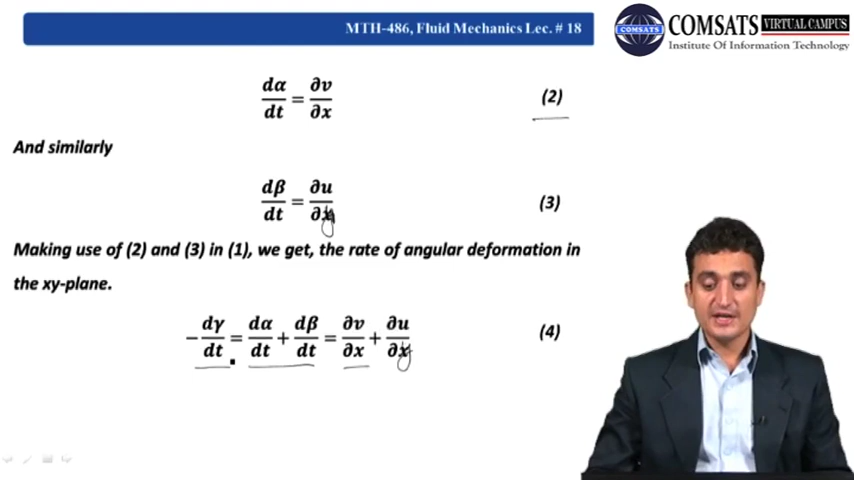 MTH-486, Fluid Mechanics Lec. # 18
COMSATS
COMSATS VIRTUAL CAMPUS
Institute Of Information Technology
dα/dt = ∂v/∂x (2)
And similarly
dβ/dt = ∂u/∂y (3)
Making use of (2) and (3) in (1), we get, the rate of angular deformation in
the xy-plane.
− dγ/dt = dα/dt + dβ/dt = ∂v/∂x + ∂u/∂y (4)